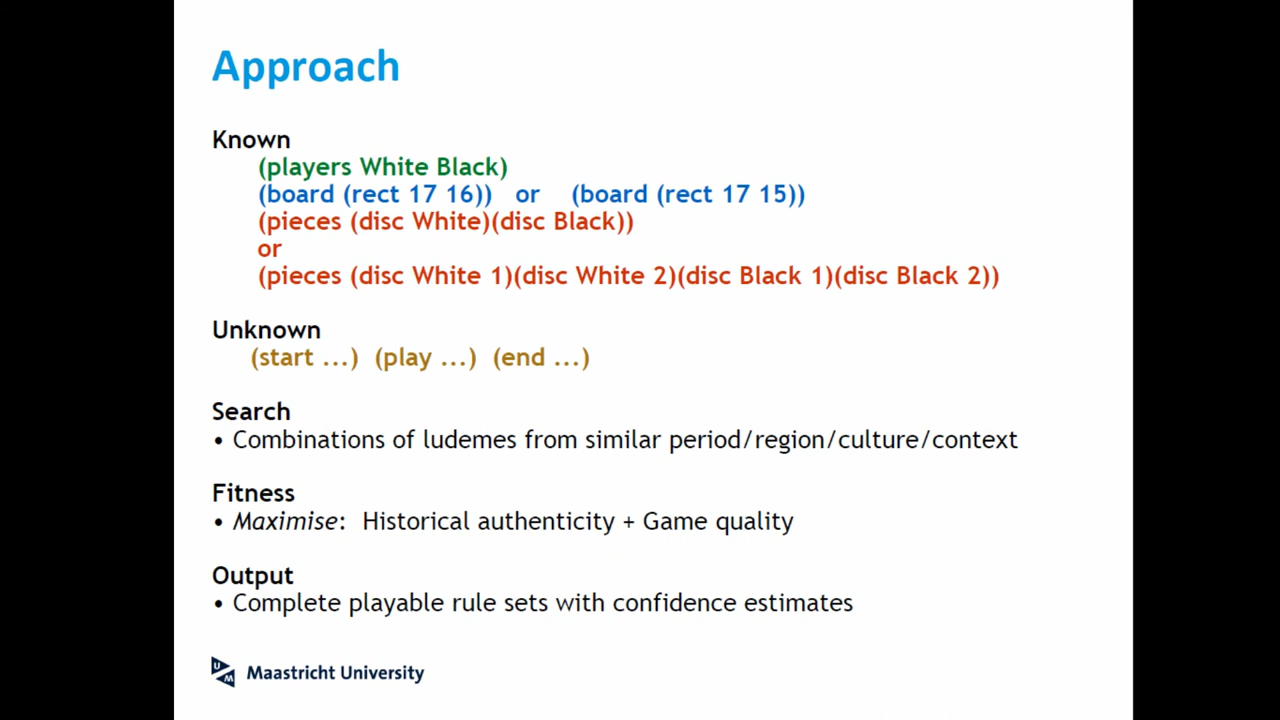 Approach
Known
(players White Black)
(board (rect 17 16)) or (board (rect 17 15))
(pieces (disc White)(disc Black))
or
(pieces (disc White 1)(disc White 2)(disc Black 1)(disc Black 2))
Unknown
(start ...) (play ...) (end ...)
Search
• Combinations of ludemes from similar period/region/culture/context
Fitness
• Maximise: Historical authenticity + Game quality
Output
• Complete playable rule sets with confidence estimates
UM Maastricht University